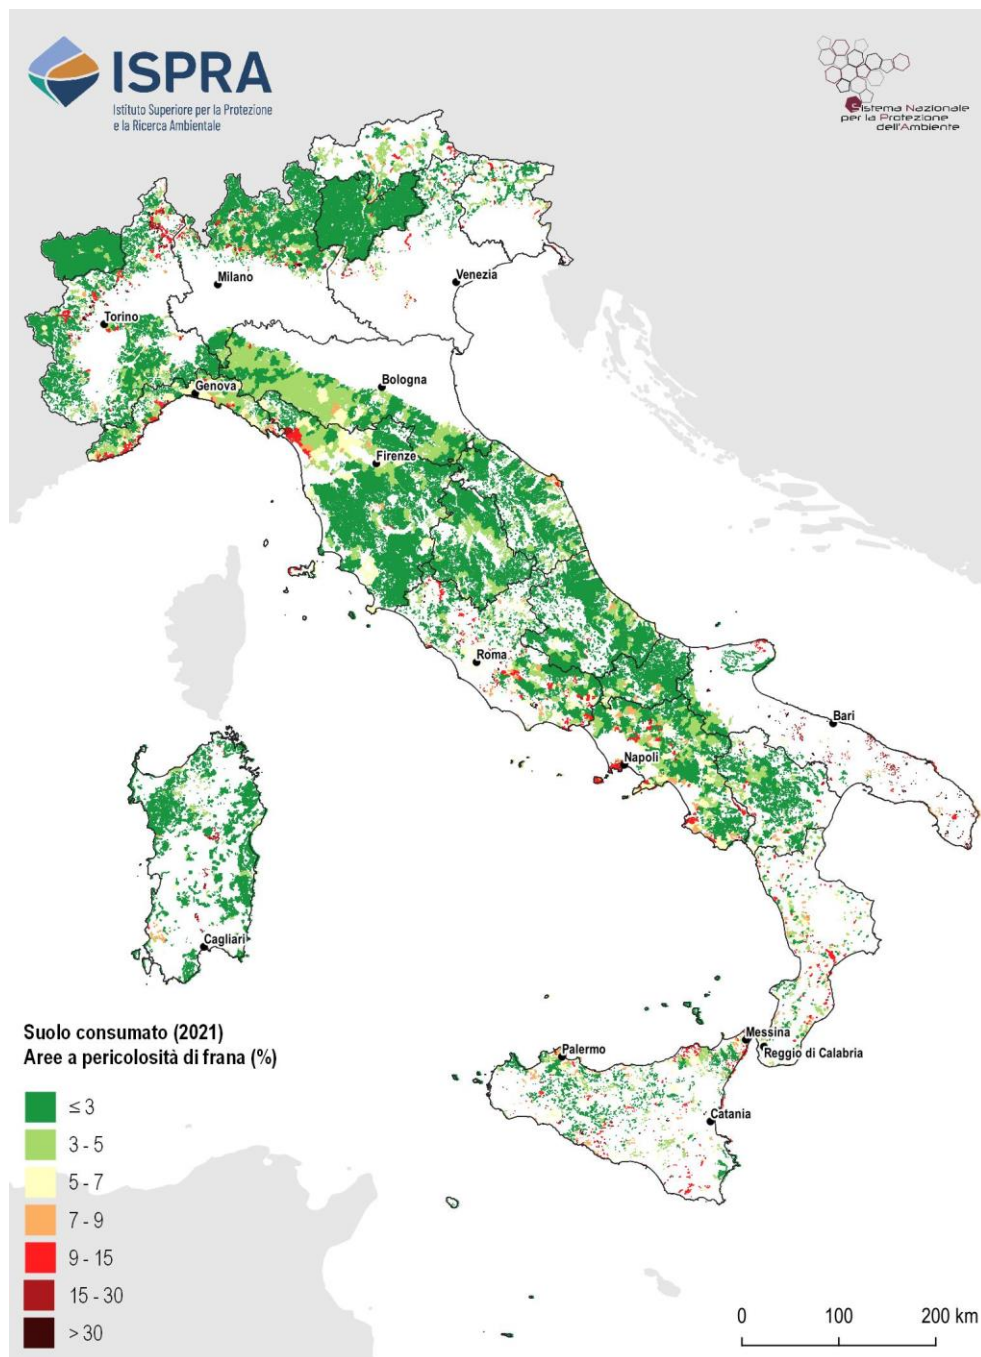 ISPRA
Istituto Superiore per la Protezione
e la Ricerca Ambientale
Sistema Nazionale
per la Protezione
dell'Ambiente
Milano
Venezia
Torino
Genova
Bologna
Firenze
Roma
Bari
Napoli
Cagliari
Messina
Palermo
Reggio di Calabria
Catania
Suolo consumato (2021)
Aree a pericolosità di frana (%)
≤ 3
3 - 5
5 - 7
7 - 9
9 - 15
15 - 30
> 30
0 100 200 km